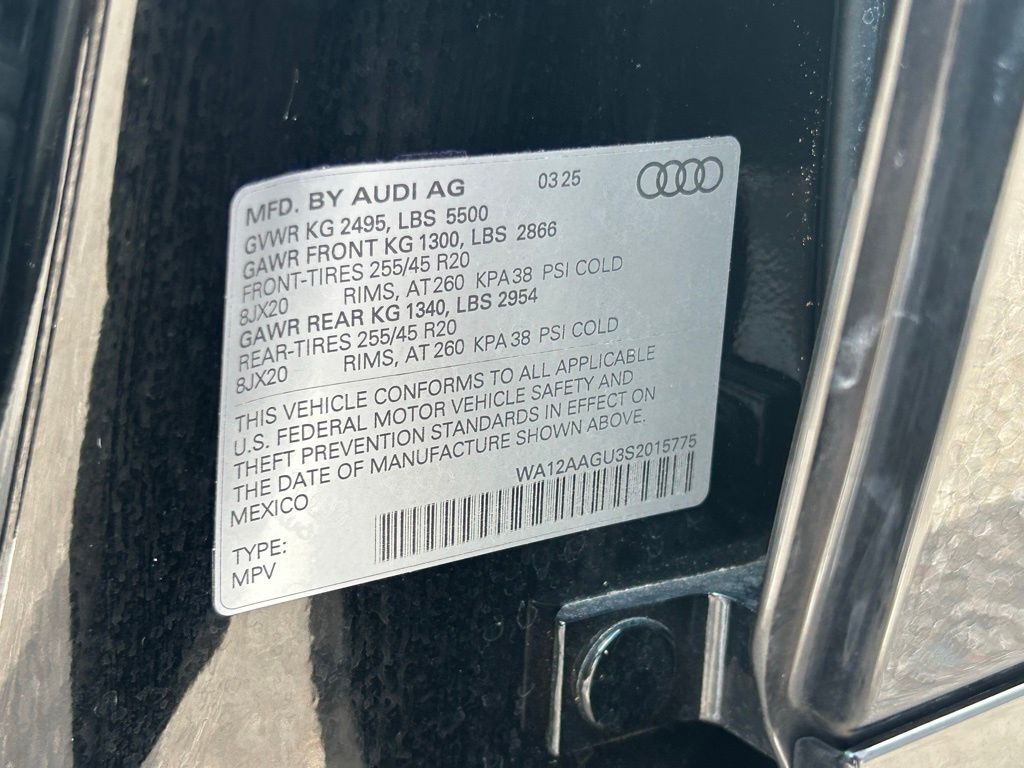 MFD. BY AUDI AG 03 25
GVWR KG 2495, LBS 5500
GAWR FRONT KG 1300, LBS 2866
FRONT-TIRES 255/45 R20
8JX20 RIMS, AT 260 KPA 38 PSI COLD
GAWR REAR KG 1340, LBS 2954
REAR-TIRES 255/45 R20
8JX20 RIMS, AT 260 KPA 38 PSI COLD
THIS VEHICLE CONFORMS TO ALL APPLICABLE
U.S. FEDERAL MOTOR VEHICLE SAFETY AND
THEFT PREVENTION STANDARDS IN EFFECT ON
THE DATE OF MANUFACTURE SHOWN ABOVE.
MEXICO WA12AAGU3S2015775
TYPE:
MPV